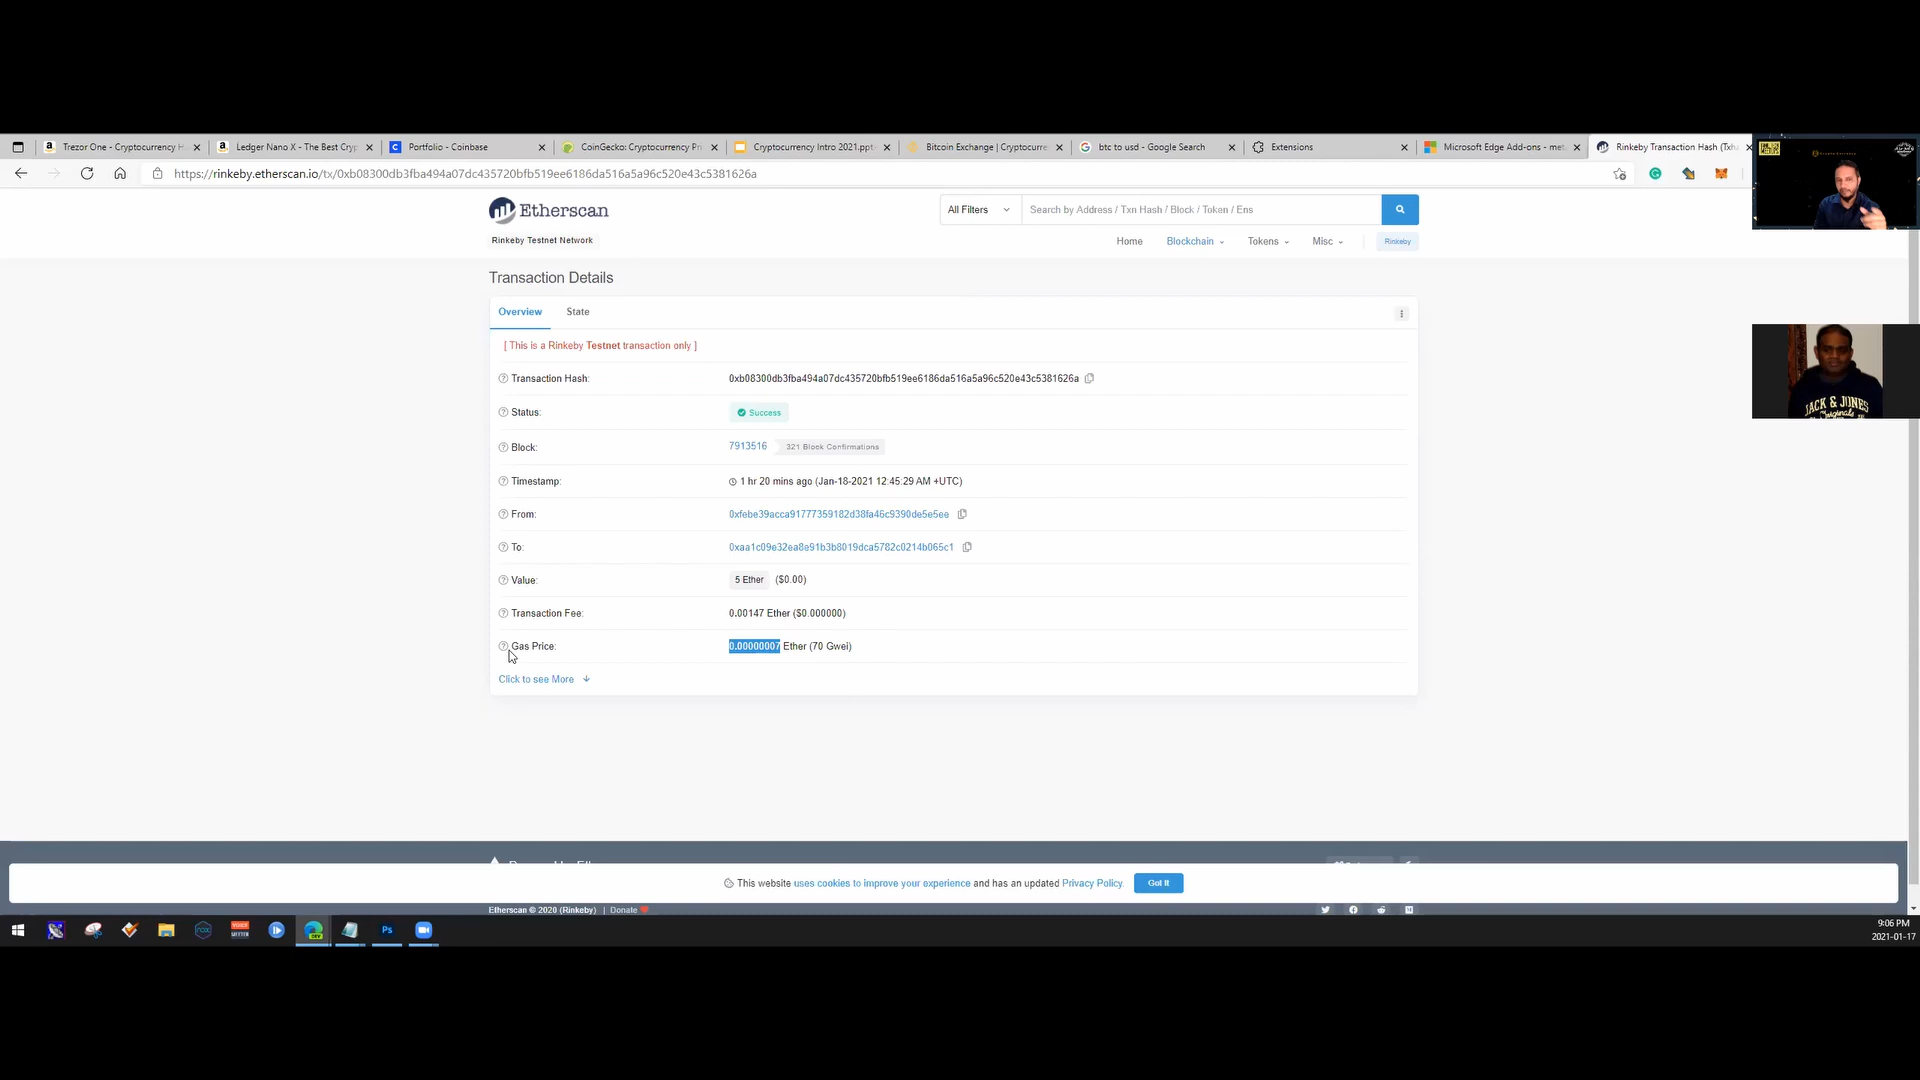 Trezor One - Cryptocurrency H
Ledger Nano X - The Best Cryp
Portfolio - Coinbase
CoinGecko: Cryptocurrency Pr
Cryptocurrency Intro 2021.ppt
Bitcoin Exchange | Cryptocurre
btc to usd - Google Search
Extensions
Microsoft Edge Add-ons - met
Rinkeby Transaction Hash (Txh
https://rinkeby.etherscan.io/tx/0xb08300db3fba494a07dc435720bfb519ee6186da516a5a96c520e43c5381626a
Etherscan
All Filters
Search by Address / Txn Hash / Block / Token / Ens
Rinkeby Testnet Network
Home
Blockchain
Tokens
Misc
Rinkeby
Transaction Details
Overview
State
[ This is a Rinkeby Testnet transaction only ]
Transaction Hash:
0xb08300db3fba494a07dc435720bfb519ee6186da516a5a96c520e43c5381626a
Status:
Success
Block:
7913516
321 Block Confirmations
Timestamp:
1 hr 20 mins ago (Jan-18-2021 12:45:29 AM +UTC)
From:
0xfebe39acca91777359182d38fa46c9390de5e5ee
To:
0xaa1c09e32ea8e91b3b8019dca5782c0214b065c1
Value:
5 Ether
($0.00)
Transaction Fee:
0.00147 Ether ($0.000000)
Gas Price:
0.00000007 Ether (70 Gwei)
Click to see More
JACK & JONES
Originals
This website uses cookies to improve your experience and has an updated Privacy Policy.
Got It
Etherscan © 2020 (Rinkeby) | Donate
Ps
9:06 PM
2021-01-17